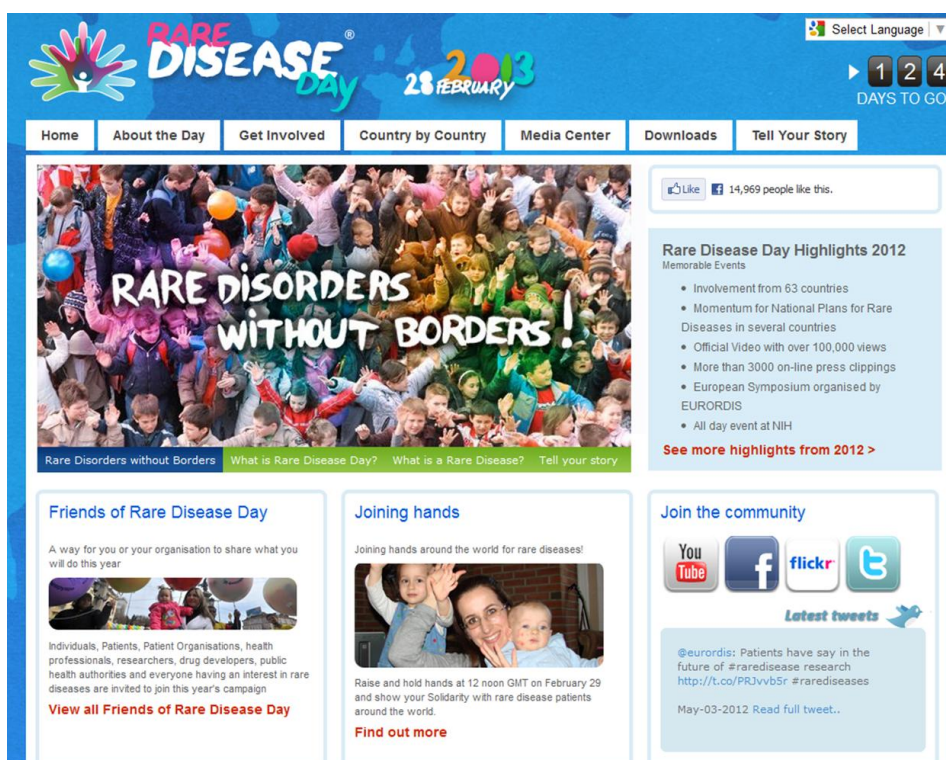 RARE
DISEASE®
DAY
28 FEBRUARY 2013
Select Language
1 2 4
DAYS TO GO
Home About the Day Get Involved Country by Country Media Center Downloads Tell Your Story
RARE DISORDERS
WITHOUT BORDERS!
Rare Disorders without Borders What is Rare Disease Day? What is a Rare Disease? Tell your story
Like 14,969 people like this.
Rare Disease Day Highlights 2012
Memorable Events
• Involvement from 63 countries
• Momentum for National Plans for Rare
Diseases in several countries
• Official Video with over 100,000 views
• More than 3000 on-line press clippings
• European Symposium organised by
EURORDIS
• All day event at NIH
See more highlights from 2012 >
Friends of Rare Disease Day
A way for you or your organisation to share what you
will do this year
Individuals, Patients, Patient Organisations, health
professionals, researchers, drug developers, public
health authorities and everyone having an interest in rare
diseases are invited to join this year's campaign
View all Friends of Rare Disease Day
Joining hands
Joining hands around the world for rare diseases!
Raise and hold hands at 12 noon GMT on February 29
and show your Solidarity with rare disease patients
around the world.
Find out more
Join the community
You
Tube
f
flickr
t
Latest tweets
@eurordis: Patients have say in the
future of #raredisease research
http://t.co/PRJvvb5r #rarediseases
May-03-2012 Read full tweet..